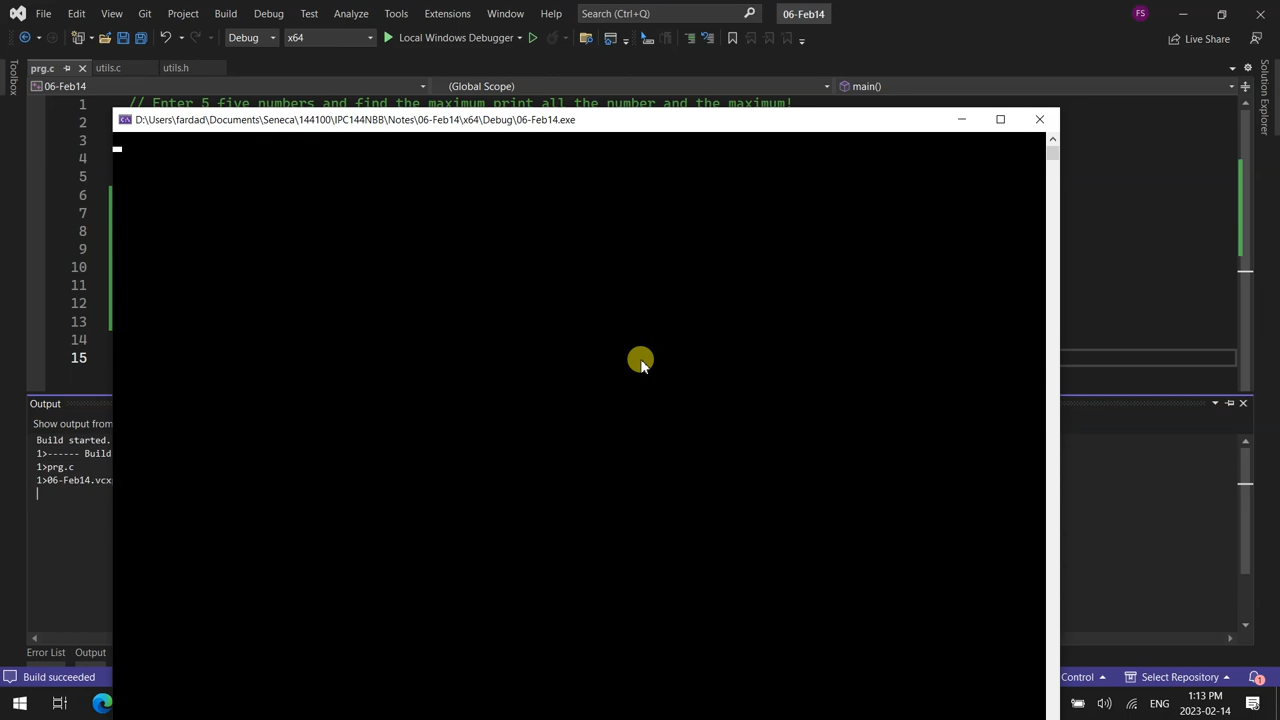 File Edit View Git Project Build Debug Test Analyze Tools Extensions Window Help Search (Ctrl+Q) 06-Feb14 FS
Debug x64 Local Windows Debugger Live Share
prg.c utils.c utils.h
06-Feb14 (Global Scope) main()
1 // Enter 5 five numbers and find the maximum print all the number and the maximum!
D:\Users\fardad\Documents\Seneca\144100\IPC144NBB\Notes\06-Feb14\x64\Debug\06-Feb14.exe
2
3
4
5
6
7
8
9
10
11
12
13
14
15
Toolbox
Solution Explorer
Output
Show output from
Build started.
1>------ Build
1>prg.c
1>06-Feb14.vcx
Error List Output
Build succeeded
Control Select Repository 1
ENG 1:13 PM
2023-02-14